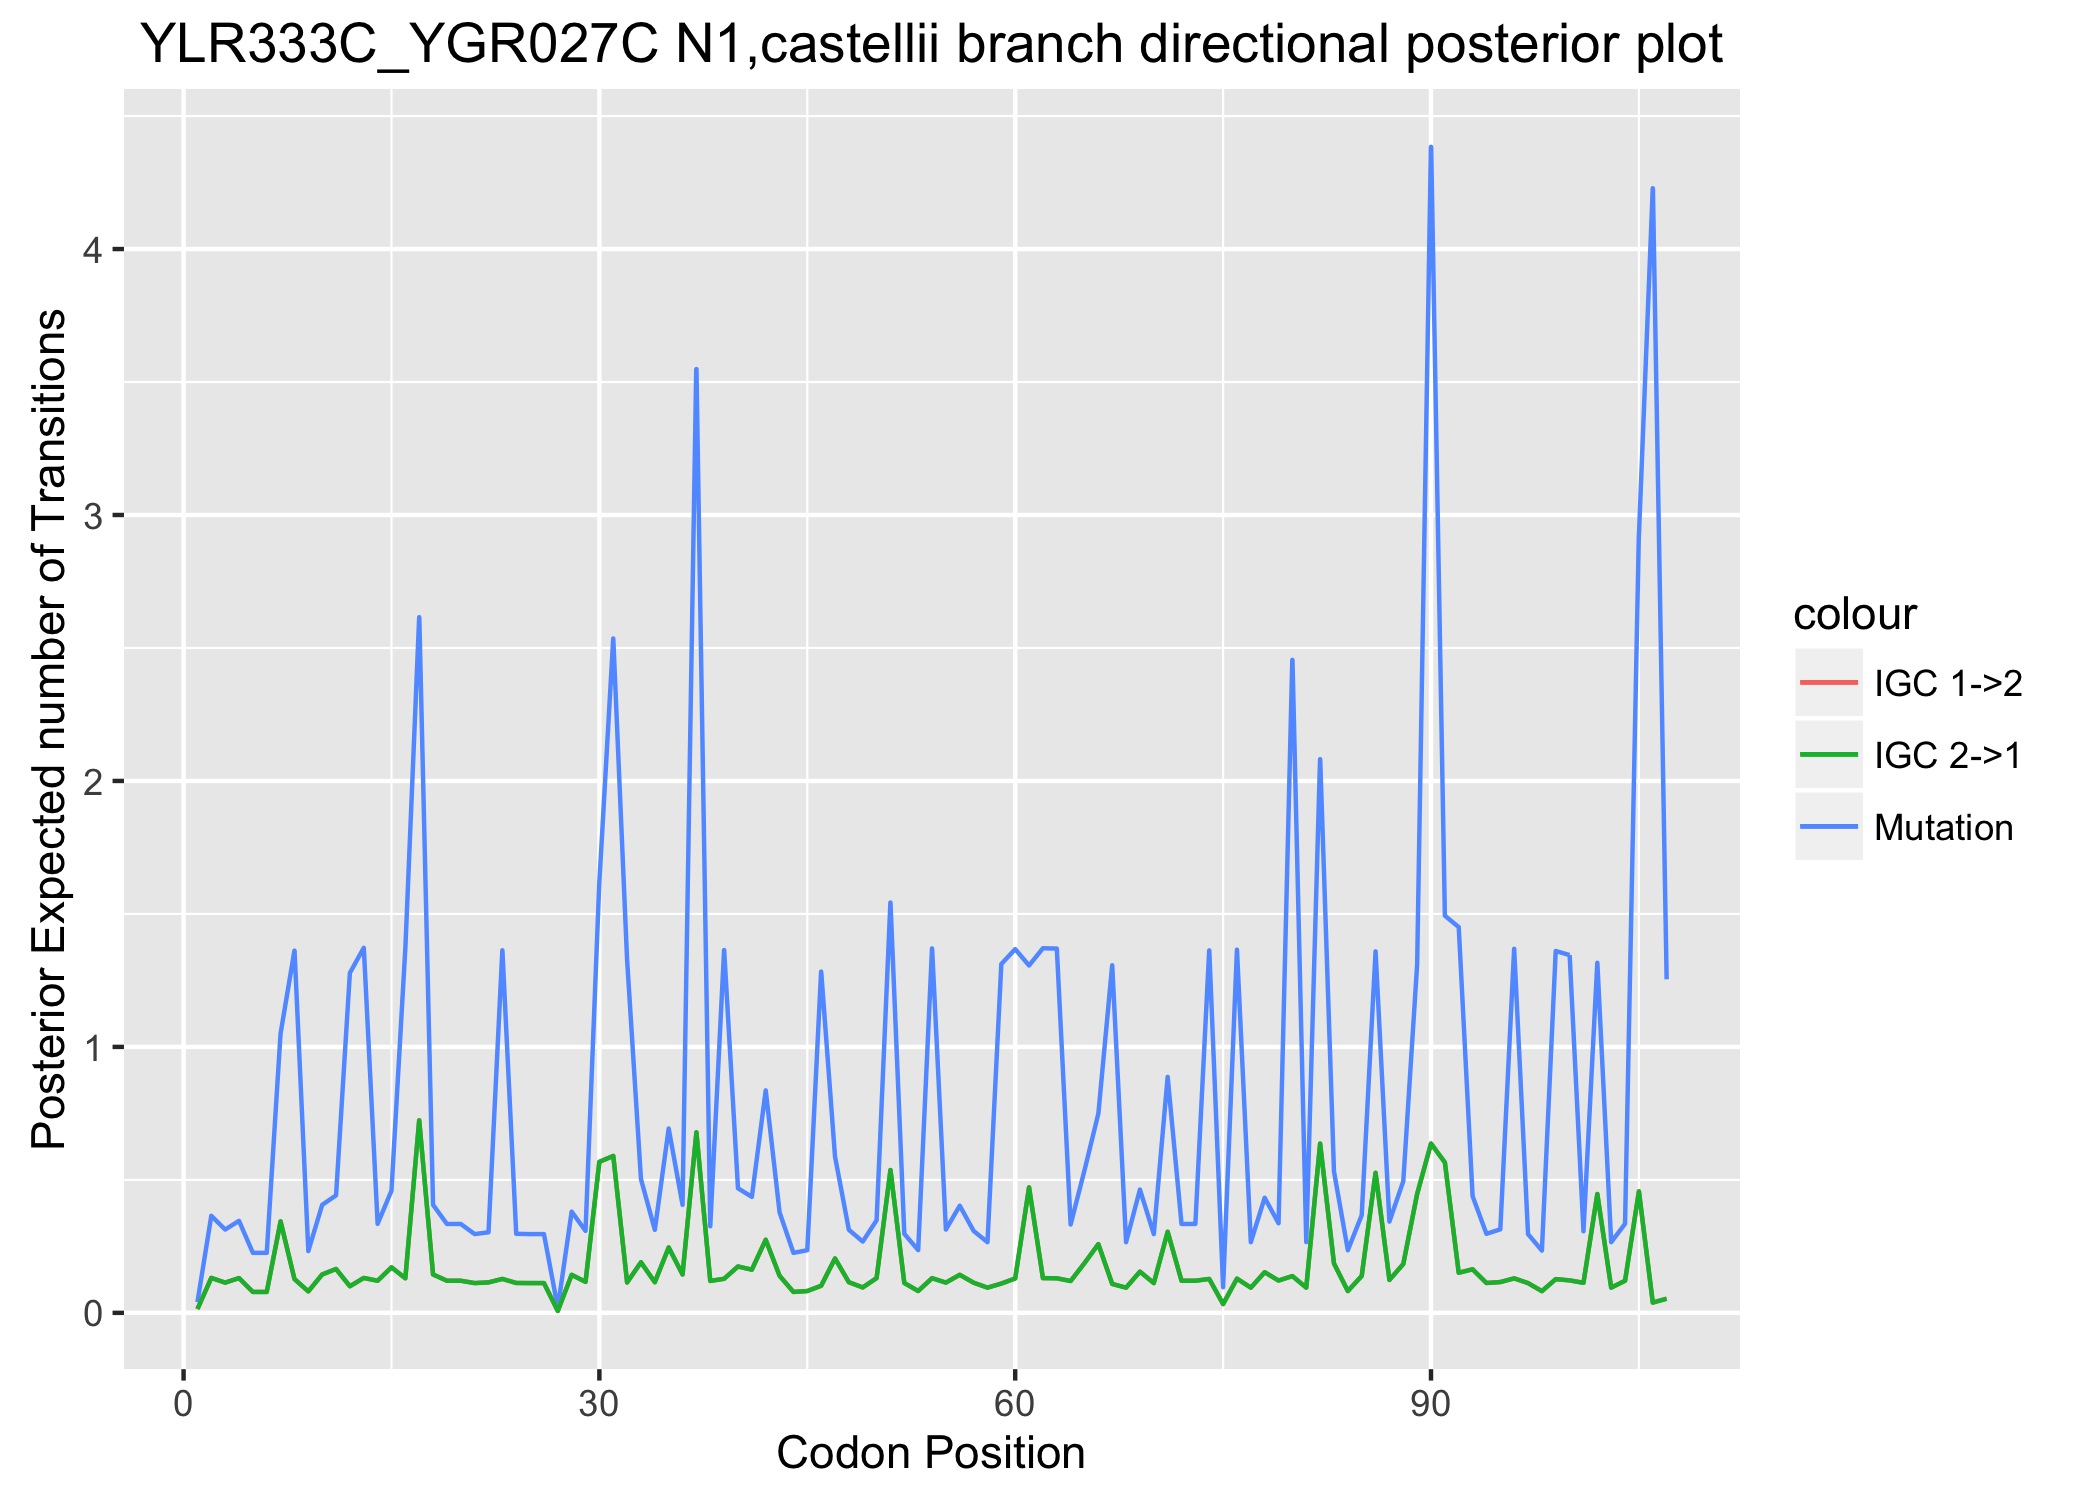 YLR333C_YGR027C N1,castellii branch directional posterior plot
Posterior Expected number of Transitions
4
3
2
1
0
0 30 60 90
Codon Position
colour
IGC 1->2
IGC 2->1
Mutation